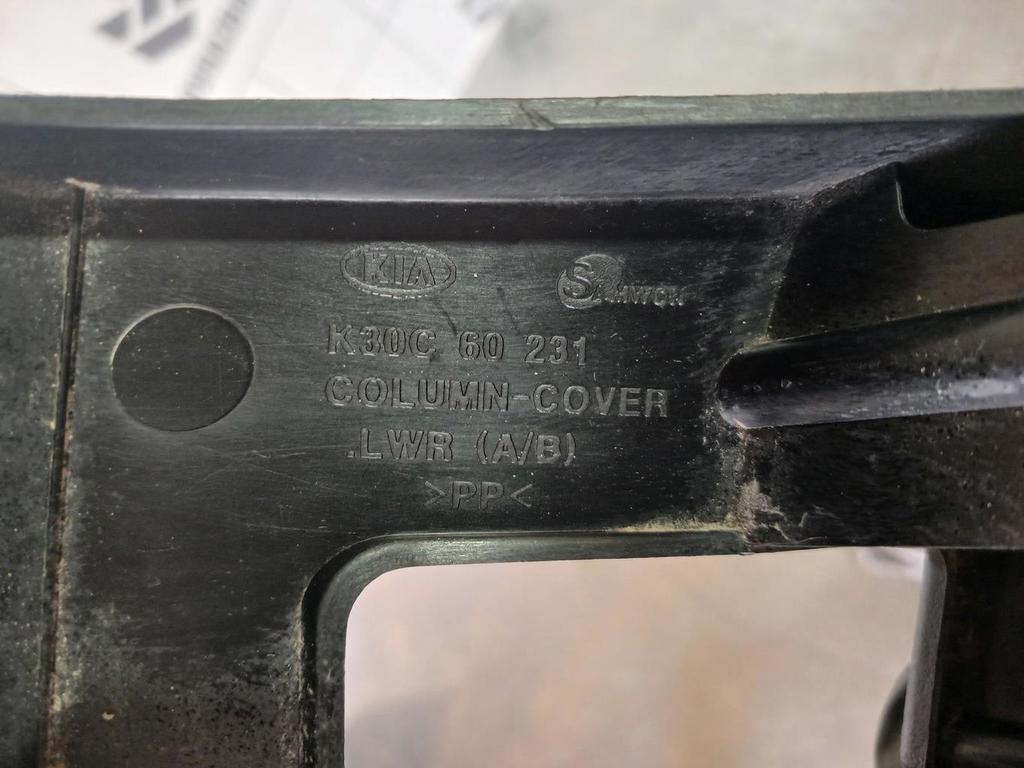 KIA SAMWON
K30C 60 231
COLUMN-COVER
.LWR (A/B)
>PP<